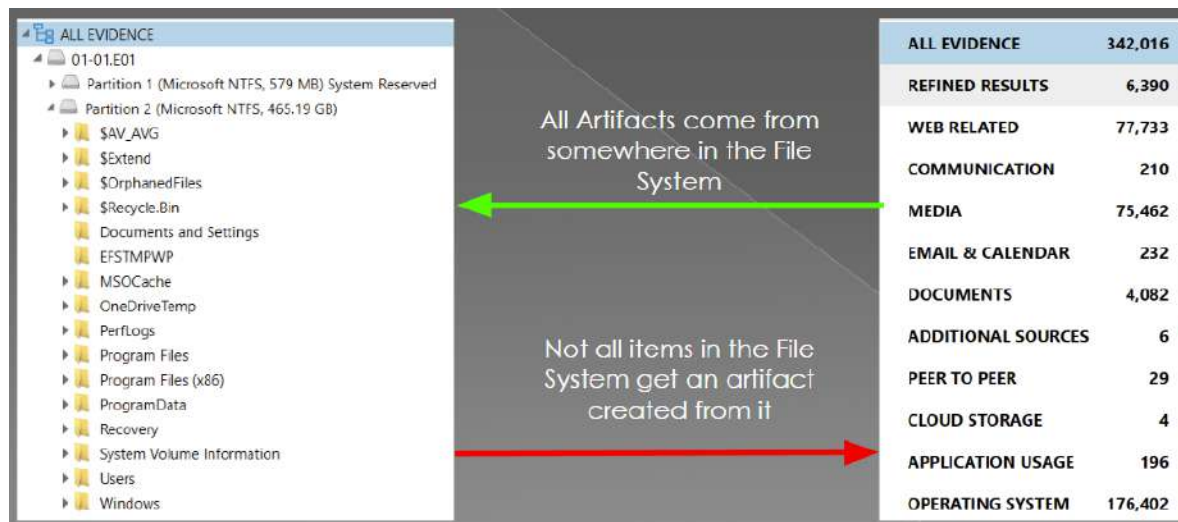 ALL EVIDENCE
01-01.E01
Partition 1 (Microsoft NTFS, 579 MB) System Reserved
Partition 2 (Microsoft NTFS, 465.19 GB)
$AV_AVG
$Extend
$OrphanedFiles
$Recycle.Bin
Documents and Settings
EFSTMPWP
MSOCache
OneDriveTemp
PerfLogs
Program Files
Program Files (x86)
ProgramData
Recovery
System Volume Information
Users
Windows
All Artifacts come from
somewhere in the File
System
Not all items in the File
System get an artifact
created from it
ALL EVIDENCE 342,016
REFINED RESULTS 6,390
WEB RELATED 77,733
COMMUNICATION 210
MEDIA 75,462
EMAIL & CALENDAR 232
DOCUMENTS 4,082
ADDITIONAL SOURCES 6
PEER TO PEER 29
CLOUD STORAGE 4
APPLICATION USAGE 196
OPERATING SYSTEM 176,402